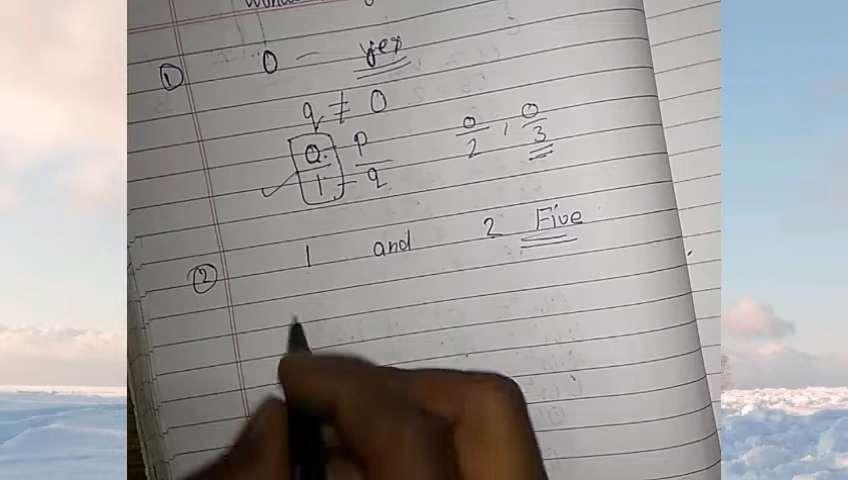 ① 0 — yes
q ≠ 0
0/1 p/q 0/2 , 0/3
② 1 and 2 Five